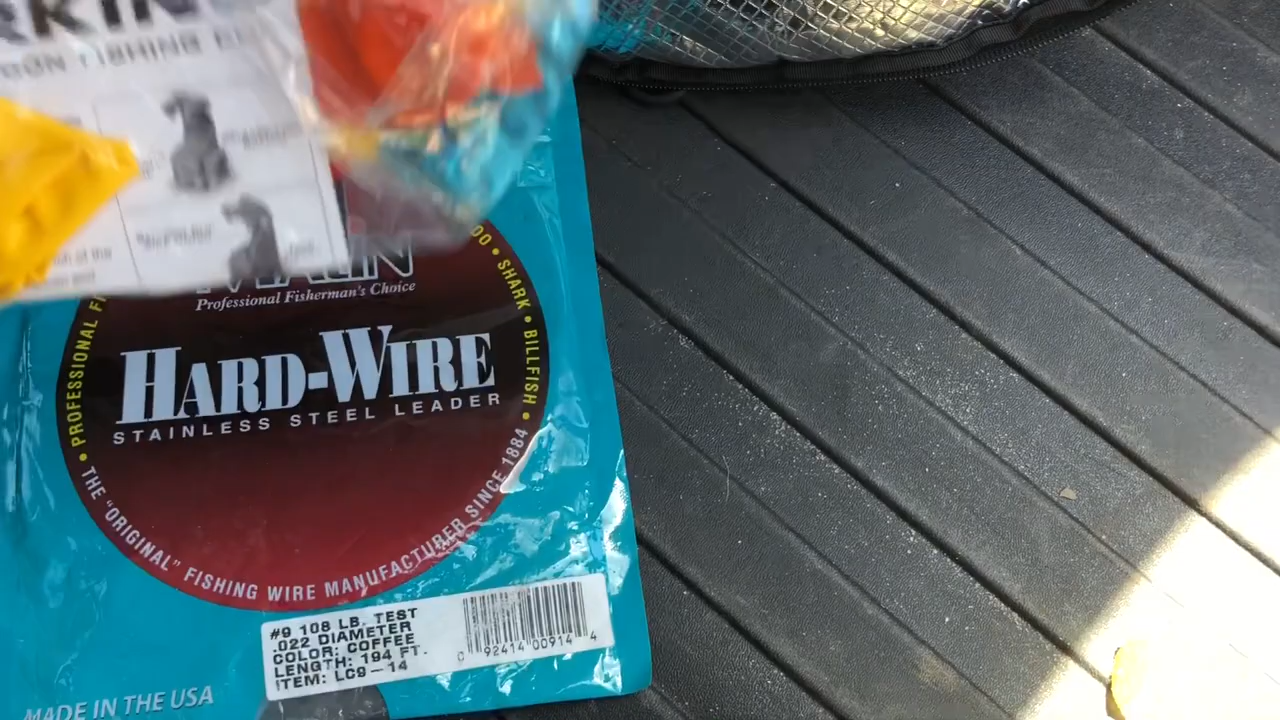 MALIN
Professional Fisherman's Choice
HARD-WIRE
STAINLESS STEEL LEADER
• SHARK • BILLFISH •
• PROFESSIONAL
• THE "ORIGINAL" FISHING WIRE MANUFACTURER SINCE 1884
#9 108 LB. TEST
.022 DIAMETER
COLOR: COFFEE
LENGTH: 194 FT.
ITEM: LC9-14
0 92414 00914 4
MADE IN THE USA